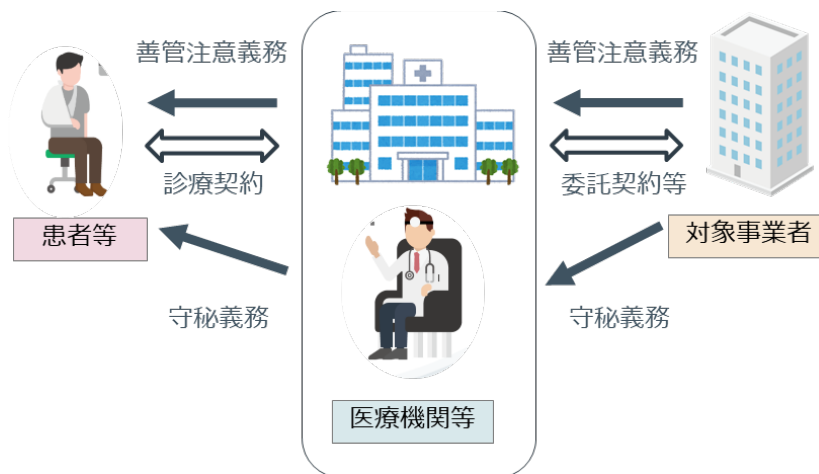 善管注意義務
善管注意義務
診療契約
委託契約等
患者等
対象事業者
守秘義務
守秘義務
医療機関等